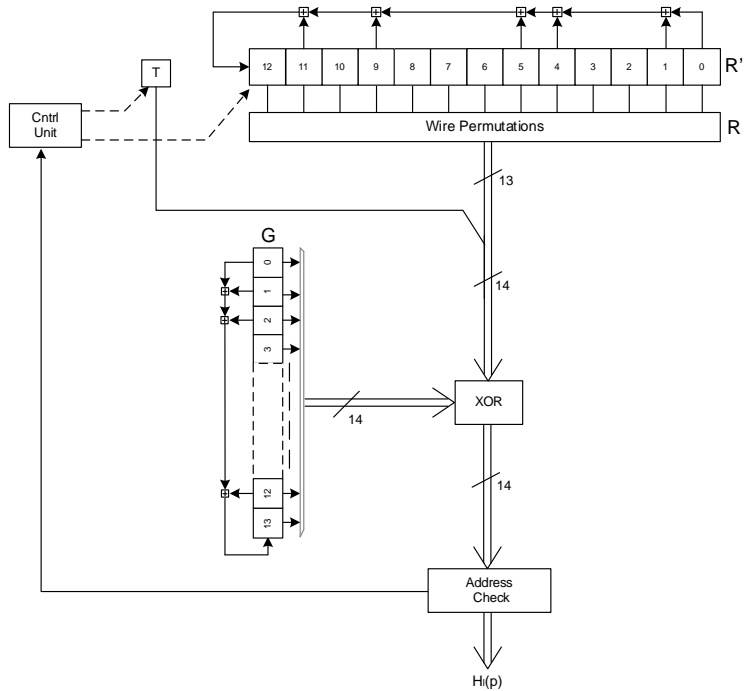 12 11 10 9 8 7 6 5 4 3 2 1 0 R'
T
Cntrl
Unit
Wire Permutations R
13
G
0
1
2
3
12
13
14
14
XOR
14
Address
Check
Hl(p)